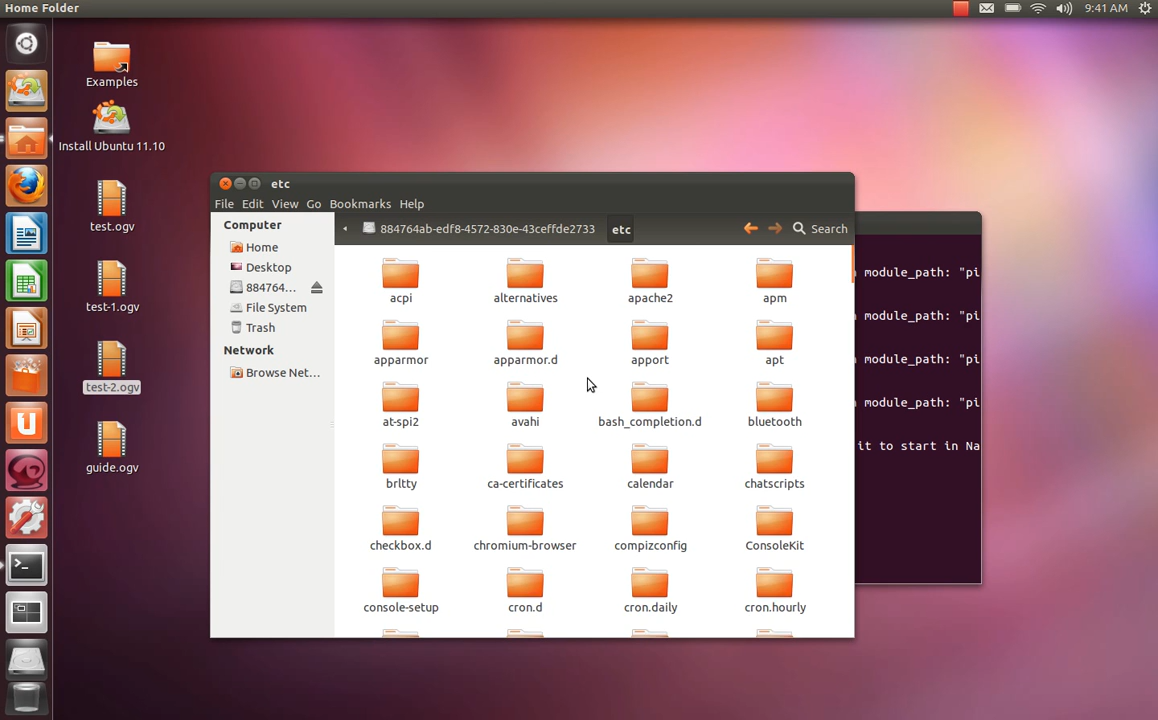 Home Folder
9:41 AM
Examples
Install Ubuntu 11.10
test.ogv
test-1.ogv
test-2.ogv
guide.ogv
etc
File Edit View Go Bookmarks Help
Computer
Home
Desktop
884764...
File System
Trash
Network
Browse Net...
884764ab-edf8-4572-830e-43ceffde2733 etc Search
acpi alternatives apache2 apm
apparmor apparmor.d apport apt
at-spi2 avahi bash_completion.d bluetooth
brltty ca-certificates calendar chatscripts
checkbox.d chromium-browser compizconfig ConsoleKit
console-setup cron.d cron.daily cron.hourly
module_path: "pi
module_path: "pi
module_path: "pi
module_path: "pi
it to start in Na